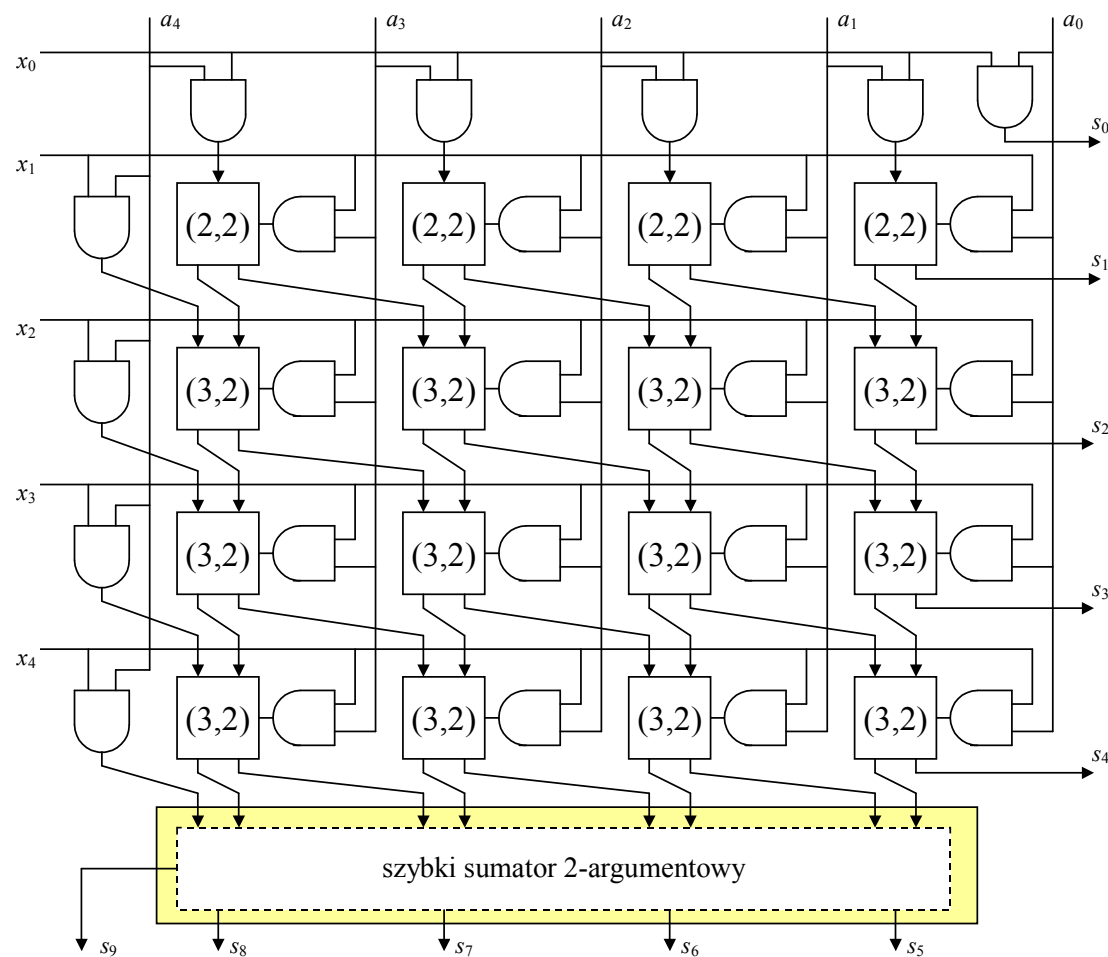 a4 a3 a2 a1 a0
x0
s0
x1
(2,2) (2,2) (2,2) (2,2)
s1
x2
(3,2) (3,2) (3,2) (3,2)
s2
x3
(3,2) (3,2) (3,2) (3,2)
s3
x4
(3,2) (3,2) (3,2) (3,2)
s4
szybki sumator 2-argumentowy
s9 s8 s7 s6 s5